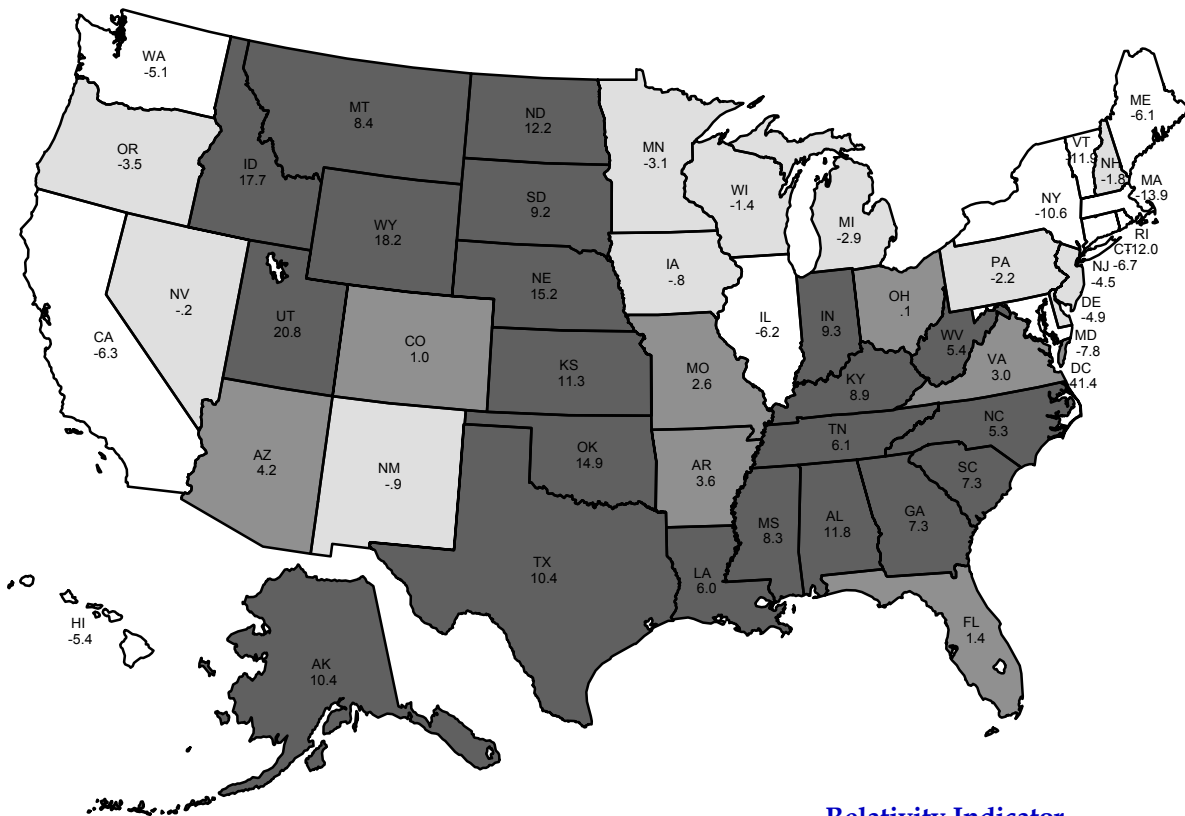 WA
-5.1
OR
-3.5
CA
-6.3
NV
-.2
ID
17.7
MT
8.4
WY
18.2
UT
20.8
CO
1.0
AZ
4.2
NM
-.9
ND
12.2
SD
9.2
NE
15.2
KS
11.3
OK
14.9
TX
10.4
MN
-3.1
IA
-.8
MO
2.6
AR
3.6
LA
6.0
WI
-1.4
IL
-6.2
MI
-2.9
IN
9.3
OH
.1
KY
8.9
TN
6.1
MS
8.3
AL
11.8
GA
7.3
FL
1.4
SC
7.3
NC
5.3
VA
3.0
WV
5.4
PA
-2.2
NY
-10.6
VT
-11.9
NH
-1.8
ME
-6.1
MA
-13.9
RI
-12.0
CT
-6.7
NJ
-4.5
DE
-4.9
MD
-7.8
DC
-41.4
HI
-5.4
AK
10.4
Relativity Indicator